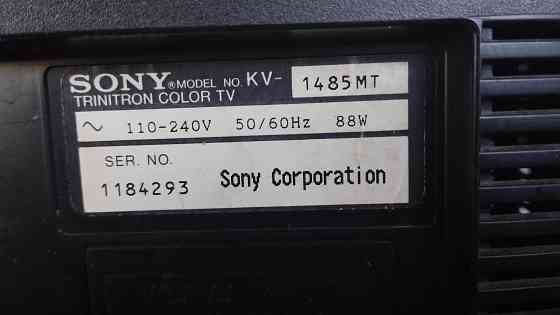 SONY ® MODEL NO. KV- 1485MT
TRINITRON COLOR TV
~ 110-240V 50/60Hz 88W
SER. NO.
1184293 Sony Corporation